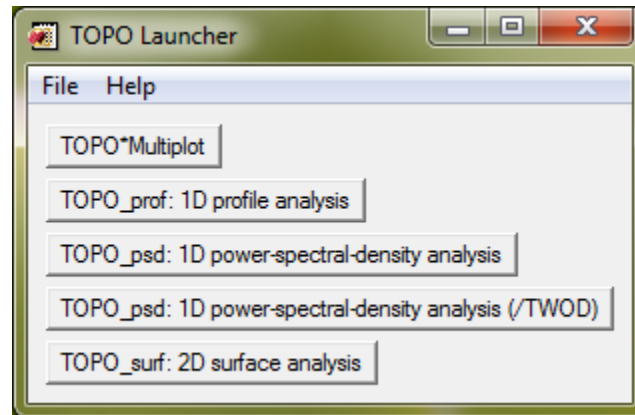 TOPO Launcher
File Help
TOPO*Multiplot
TOPO_prof: 1D profile analysis
TOPO_psd: 1D power-spectral-density analysis
TOPO_psd: 1D power-spectral-density analysis (/TWOD)
TOPO_surf: 2D surface analysis